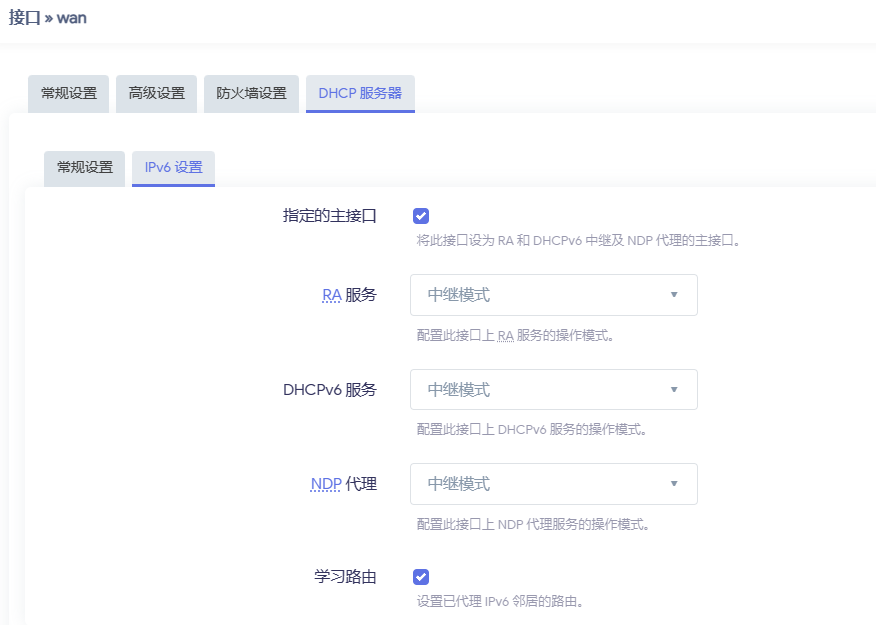 接口 » wan
常规设置 高级设置 防火墙设置 DHCP 服务器
常规设置 IPv6 设置
指定的主接口
将此接口设为 RA 和 DHCPv6 中继及 NDP 代理的主接口。
RA 服务 中继模式
配置此接口上 RA 服务的操作模式。
DHCPv6 服务 中继模式
配置此接口上 DHCPv6 服务的操作模式。
NDP 代理 中继模式
配置此接口上 NDP 代理服务的操作模式。
学习路由
设置已代理 IPv6 邻居的路由。